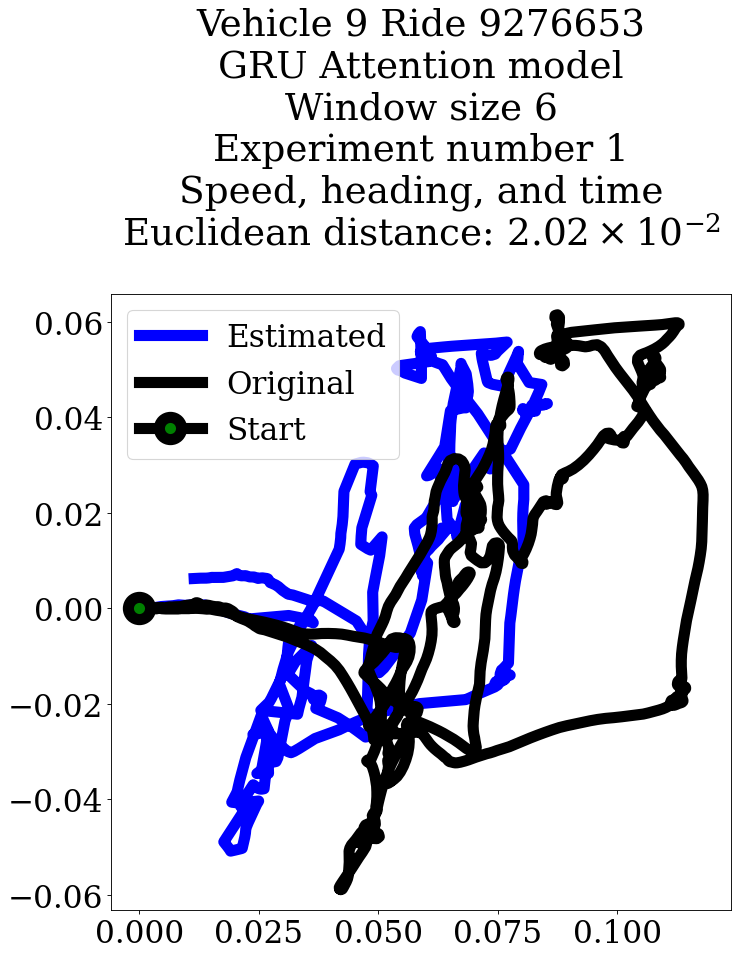 Vehicle 9 Ride 9276653
GRU Attention model
Window size 6
Experiment number 1
Speed, heading, and time
Euclidean distance: 2.02 × 10⁻²
Estimated
Original
Start
0.06
0.04
0.02
0.00
−0.02
−0.04
−0.06
0.000 0.025 0.050 0.075 0.100